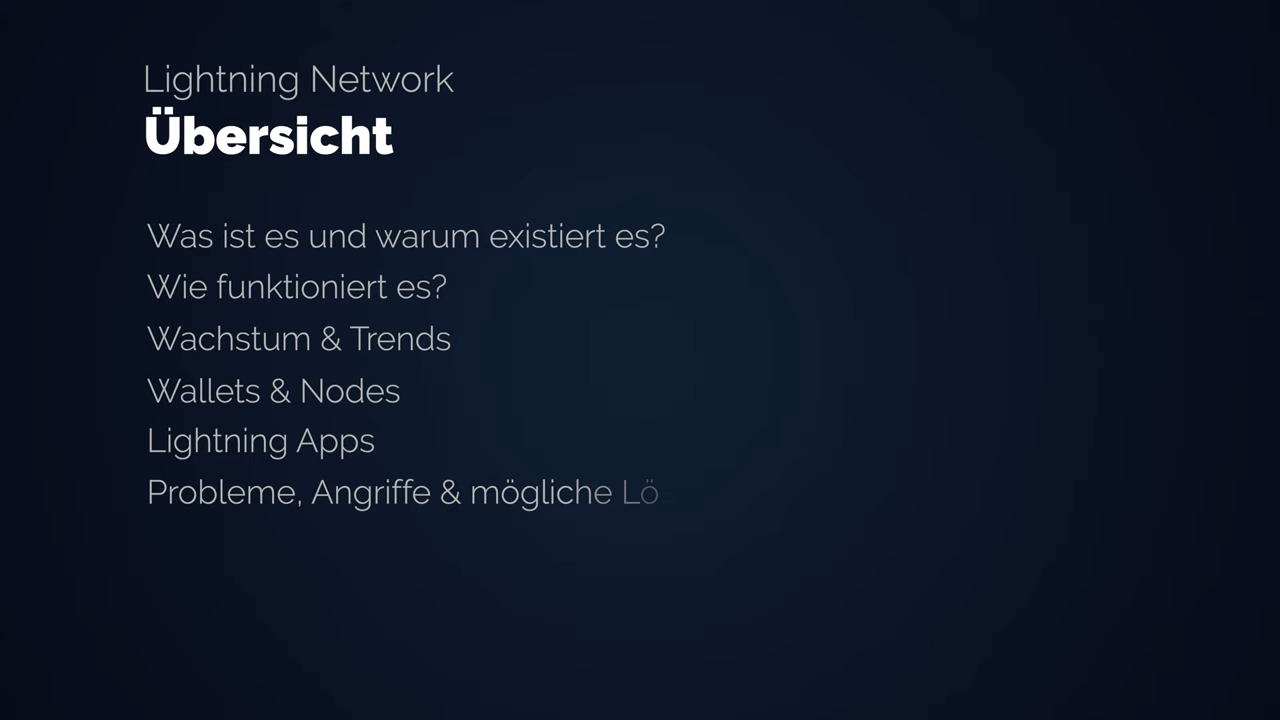 Lightning Network
Übersicht
Was ist es und warum existiert es?
Wie funktioniert es?
Wachstum & Trends
Wallets & Nodes
Lightning Apps
Probleme, Angriffe & mögliche